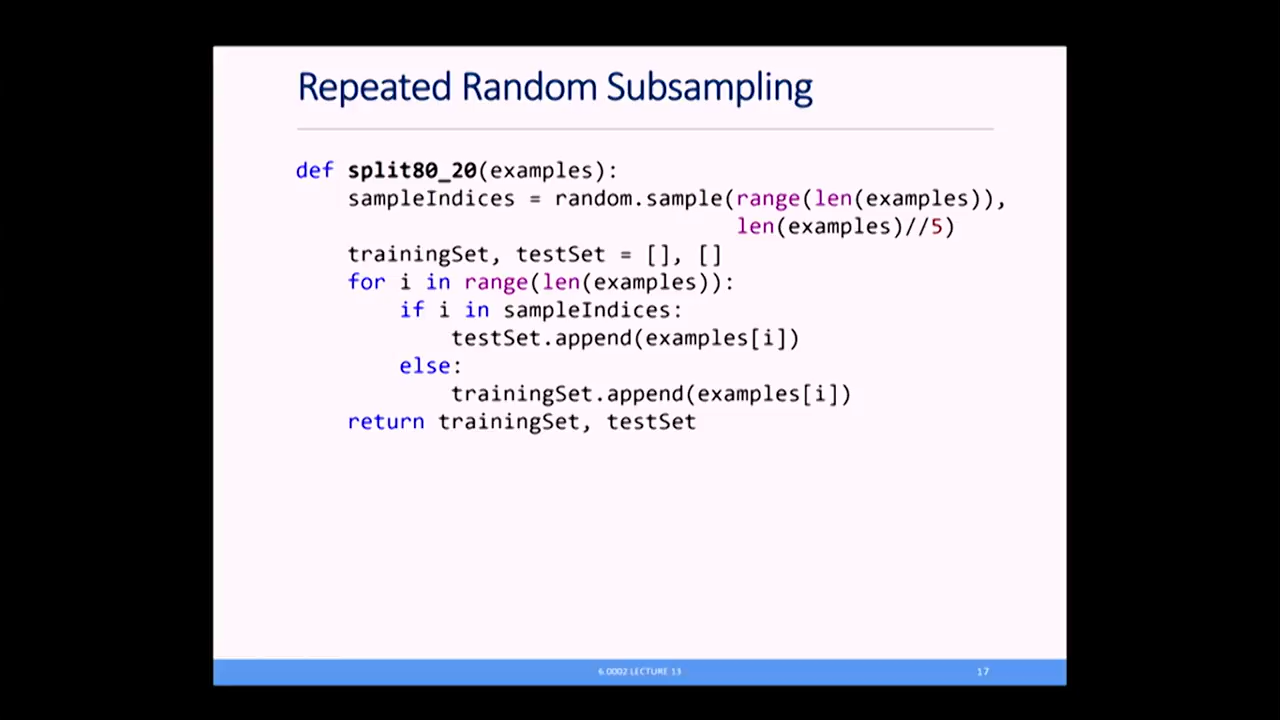 Repeated Random Subsampling
def split80_20(examples):
    sampleIndices = random.sample(range(len(examples)),
                                  len(examples)//5)
    trainingSet, testSet = [], []
    for i in range(len(examples)):
        if i in sampleIndices:
            testSet.append(examples[i])
        else:
            trainingSet.append(examples[i])
    return trainingSet, testSet
6.0002 LECTURE 13
17